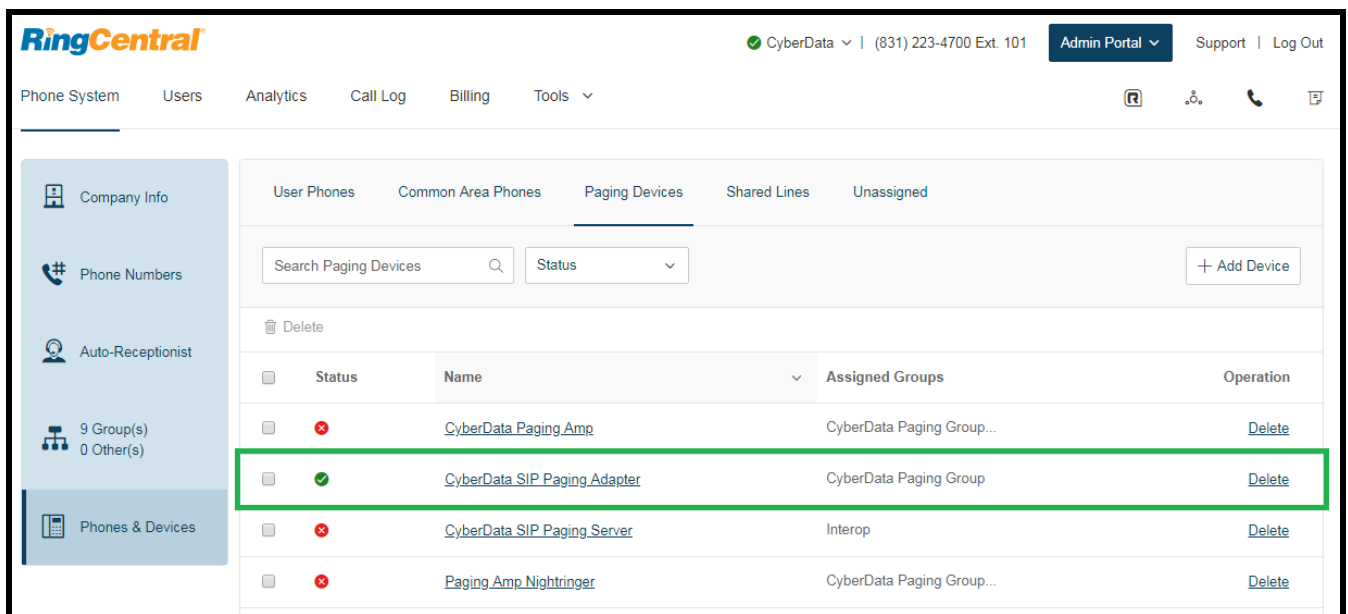 RingCentral
CyberData | (831) 223-4700 Ext. 101 Admin Portal Support | Log Out
Phone System Users Analytics Call Log Billing Tools
Company Info
Phone Numbers
Auto-Receptionist
9 Group(s)
0 Other(s)
Phones & Devices
User Phones Common Area Phones Paging Devices Shared Lines Unassigned
Search Paging Devices Status + Add Device
Delete
Status Name Assigned Groups Operation
CyberData Paging Amp CyberData Paging Group... Delete
CyberData SIP Paging Adapter CyberData Paging Group Delete
CyberData SIP Paging Server Interop Delete
Paging Amp Nightringer CyberData Paging Group... Delete